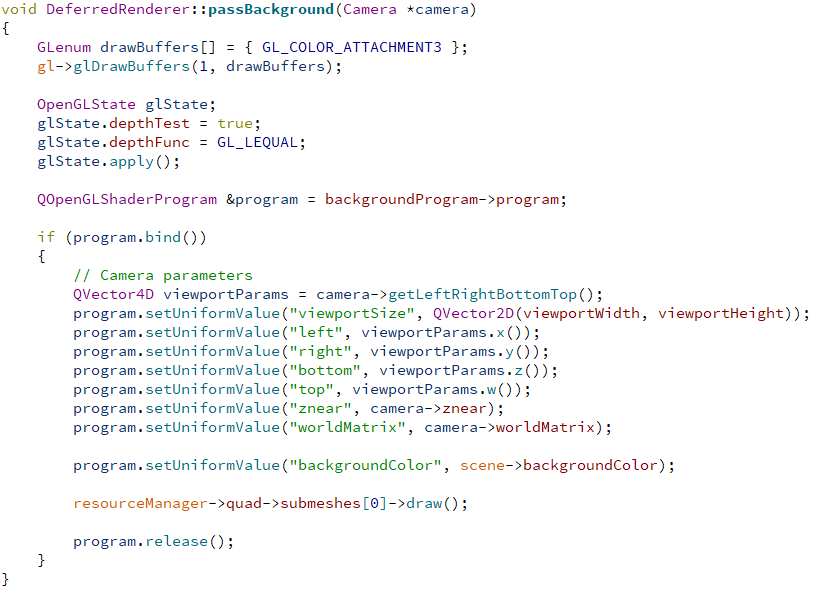 void DeferredRenderer::passBackground(Camera *camera)
{
    GLenum drawBuffers[] = { GL_COLOR_ATTACHMENT3 };
    gl->glDrawBuffers(1, drawBuffers);

    OpenGLState glState;
    glState.depthTest = true;
    glState.depthFunc = GL_LEQUAL;
    glState.apply();

    QOpenGLShaderProgram &program = backgroundProgram->program;

    if (program.bind())
    {
        // Camera parameters
        QVector4D viewportParams = camera->getLeftRightBottomTop();
        program.setUniformValue("viewportSize", QVector2D(viewportWidth, viewportHeight));
        program.setUniformValue("left", viewportParams.x());
        program.setUniformValue("right", viewportParams.y());
        program.setUniformValue("bottom", viewportParams.z());
        program.setUniformValue("top", viewportParams.w());
        program.setUniformValue("znear", camera->znear);
        program.setUniformValue("worldMatrix", camera->worldMatrix);

        program.setUniformValue("backgroundColor", scene->backgroundColor);

        resourceManager->quad->submeshes[0]->draw();

        program.release();
    }
}